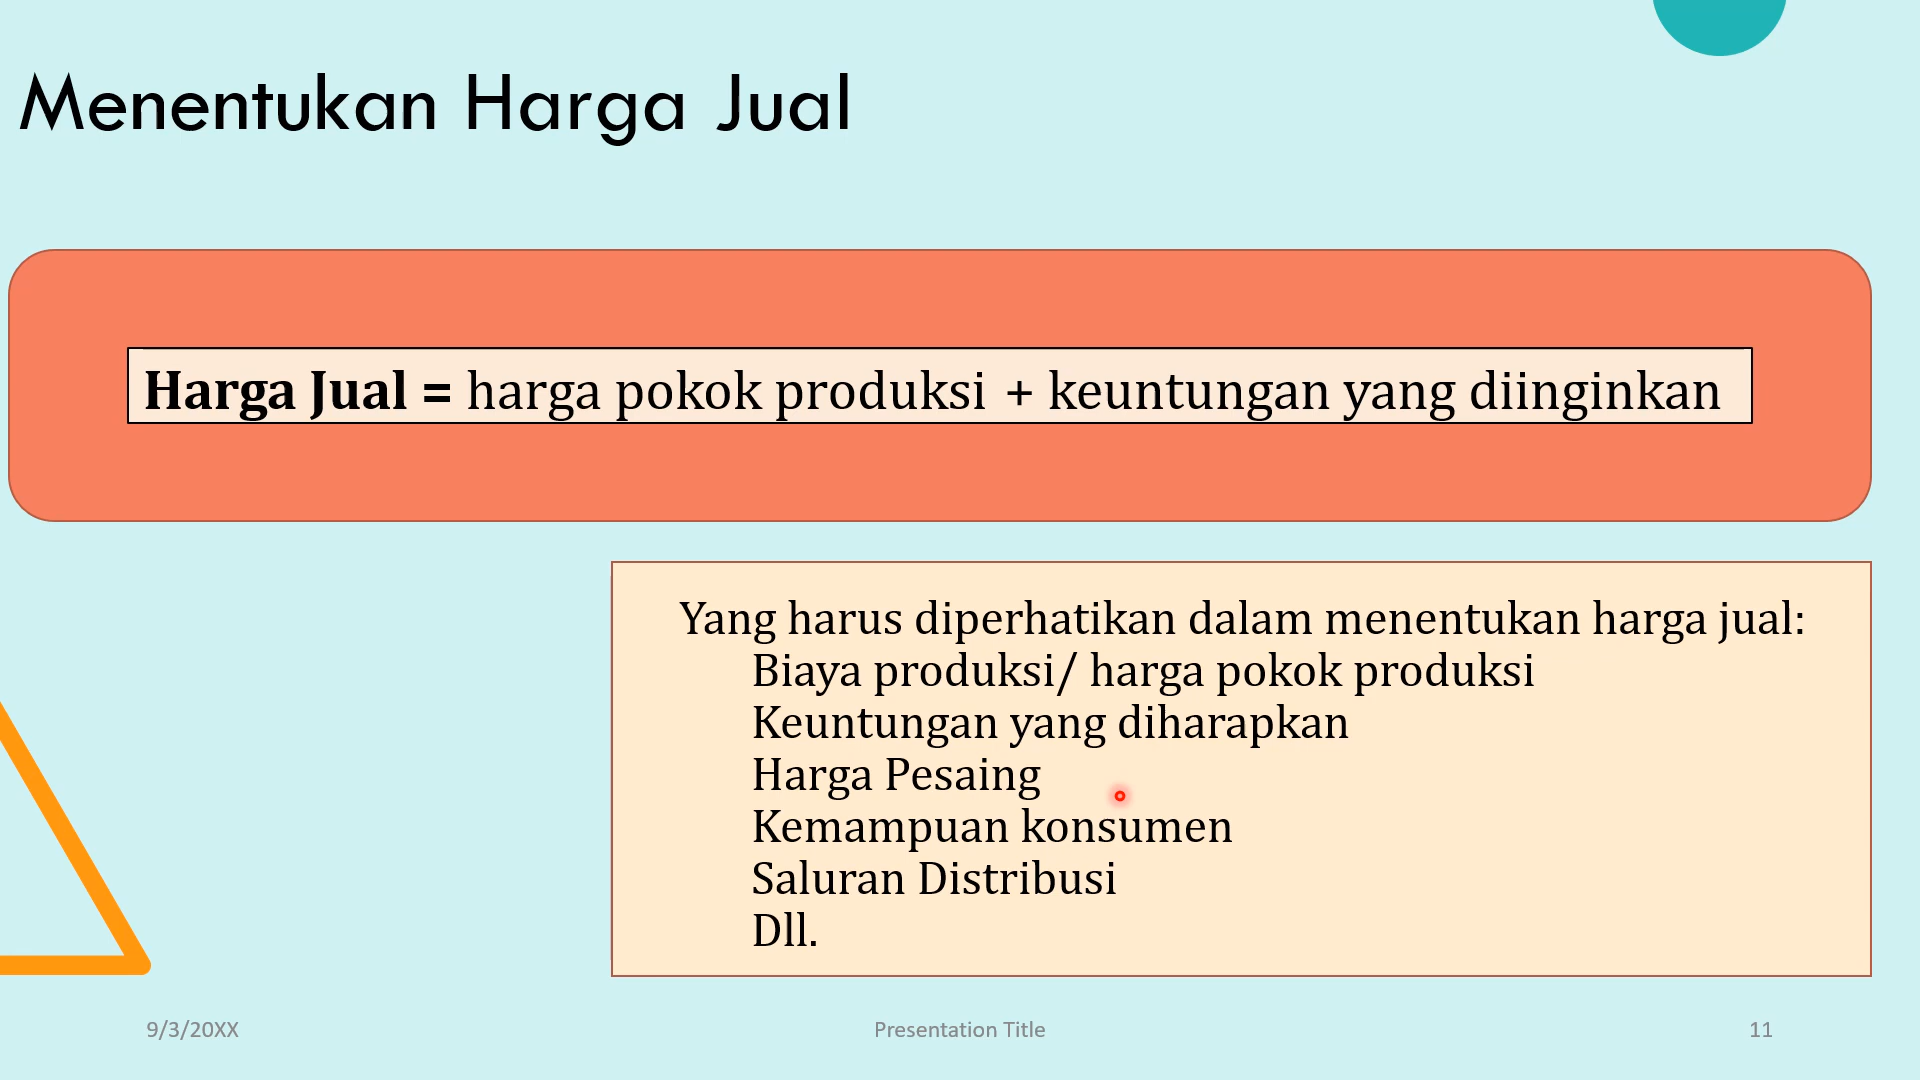 Menentukan Harga Jual
Harga Jual = harga pokok produksi + keuntungan yang diinginkan
Yang harus diperhatikan dalam menentukan harga jual:
Biaya produksi/ harga pokok produksi
Keuntungan yang diharapkan
Harga Pesaing
Kemampuan konsumen
Saluran Distribusi
Dll.
9/3/20XX
Presentation Title
11